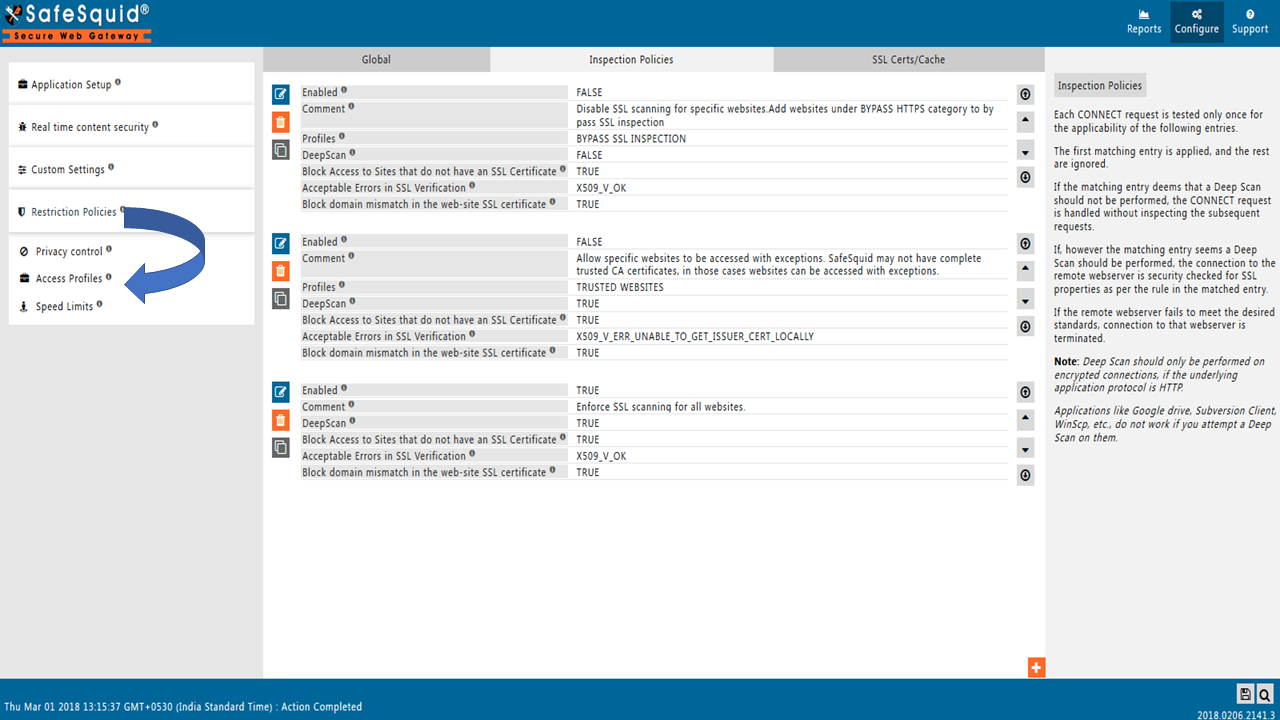 SafeSquid®
Secure Web Gateway
Reports
Configure
Support
Application Setup
Real time content security
Custom Settings
Restriction Policies
Privacy control
Access Profiles
Speed Limits
Global
Inspection Policies
SSL Certs/Cache
Enabled FALSE
Comment Disable SSL scanning for specific websites.Add websites under BYPASS HTTPS category to by
pass SSL inspection
Profiles BYPASS SSL INSPECTION
DeepScan FALSE
Block Access to Sites that do not have an SSL Certificate TRUE
Acceptable Errors in SSL Verification X509_V_OK
Block domain mismatch in the web-site SSL certificate TRUE
Enabled FALSE
Comment Allow specific websites to be accessed with exceptions. SafeSquid may not have complete
trusted CA certificates, in those cases websites can be accessed with exceptions.
Profiles TRUSTED WEBSITES
DeepScan TRUE
Block Access to Sites that do not have an SSL Certificate TRUE
Acceptable Errors in SSL Verification X509_V_ERR_UNABLE_TO_GET_ISSUER_CERT_LOCALLY
Block domain mismatch in the web-site SSL certificate TRUE
Enabled TRUE
Comment Enforce SSL scanning for all websites.
DeepScan TRUE
Block Access to Sites that do not have an SSL Certificate TRUE
Acceptable Errors in SSL Verification X509_V_OK
Block domain mismatch in the web-site SSL certificate TRUE
Inspection Policies
Each CONNECT request is tested only once for
the applicability of the following entries.
The first matching entry is applied, and the rest
are ignored.
If the matching entry deems that a Deep Scan
should not be performed, the CONNECT request
is handled without inspecting the subsequent
requests.
If, however the matching entry seems a Deep
Scan should be performed, the connection to the
remote webserver is security checked for SSL
properties as per the rule in the matched entry.
If the remote webserver fails to meet the desired
standards, connection to that webserver is
terminated.
Note: Deep Scan should only be performed on
encrypted connections, if the underlying
application protocol is HTTP.
Applications like Google drive, Subversion Client,
WinScp, etc., do not work if you attempt a Deep
Scan on them.
Thu Mar 01 2018 13:15:37 GMT+0530 (India Standard Time) : Action Completed
2018.0206.2141.3